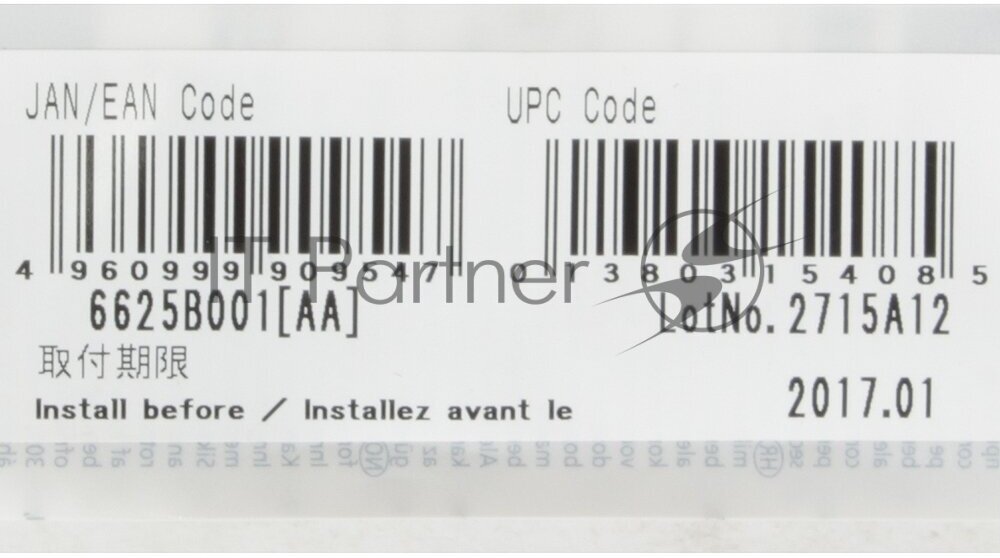 JAN/EAN Code
UPC Code
4 960999 909547
0 13803 15408 5
IT Partner
6625B001[AA]
LotNo. 2715A12
取付期限
Install before / Installez avant le
2017.01